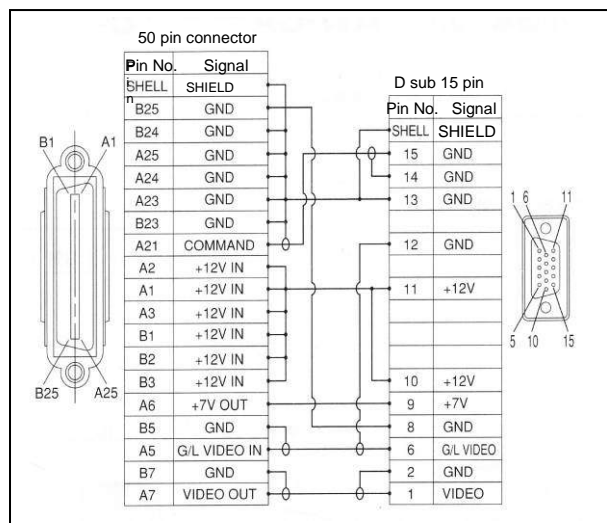 50 pin connector
Pin No. Signal
SHELL SHIELD
B25 GND
B24 GND
A25 GND
A24 GND
A23 GND
B23 GND
A21 COMMAND
A2 +12V IN
A1 +12V IN
A3 +12V IN
B1 +12V IN
B2 +12V IN
B3 +12V IN
A6 +7V OUT
B5 GND
A5 G/L VIDEO IN
B7 GND
A7 VIDEO OUT
B1 A1
B25 A25
D sub 15 pin
Pin No. Signal
SHELL SHIELD
15 GND
14 GND
13 GND
12 GND
11 +12V
10 +12V
9 +7V
8 GND
6 G/L VIDEO
2 GND
1 VIDEO
1 6 11
5 10 15